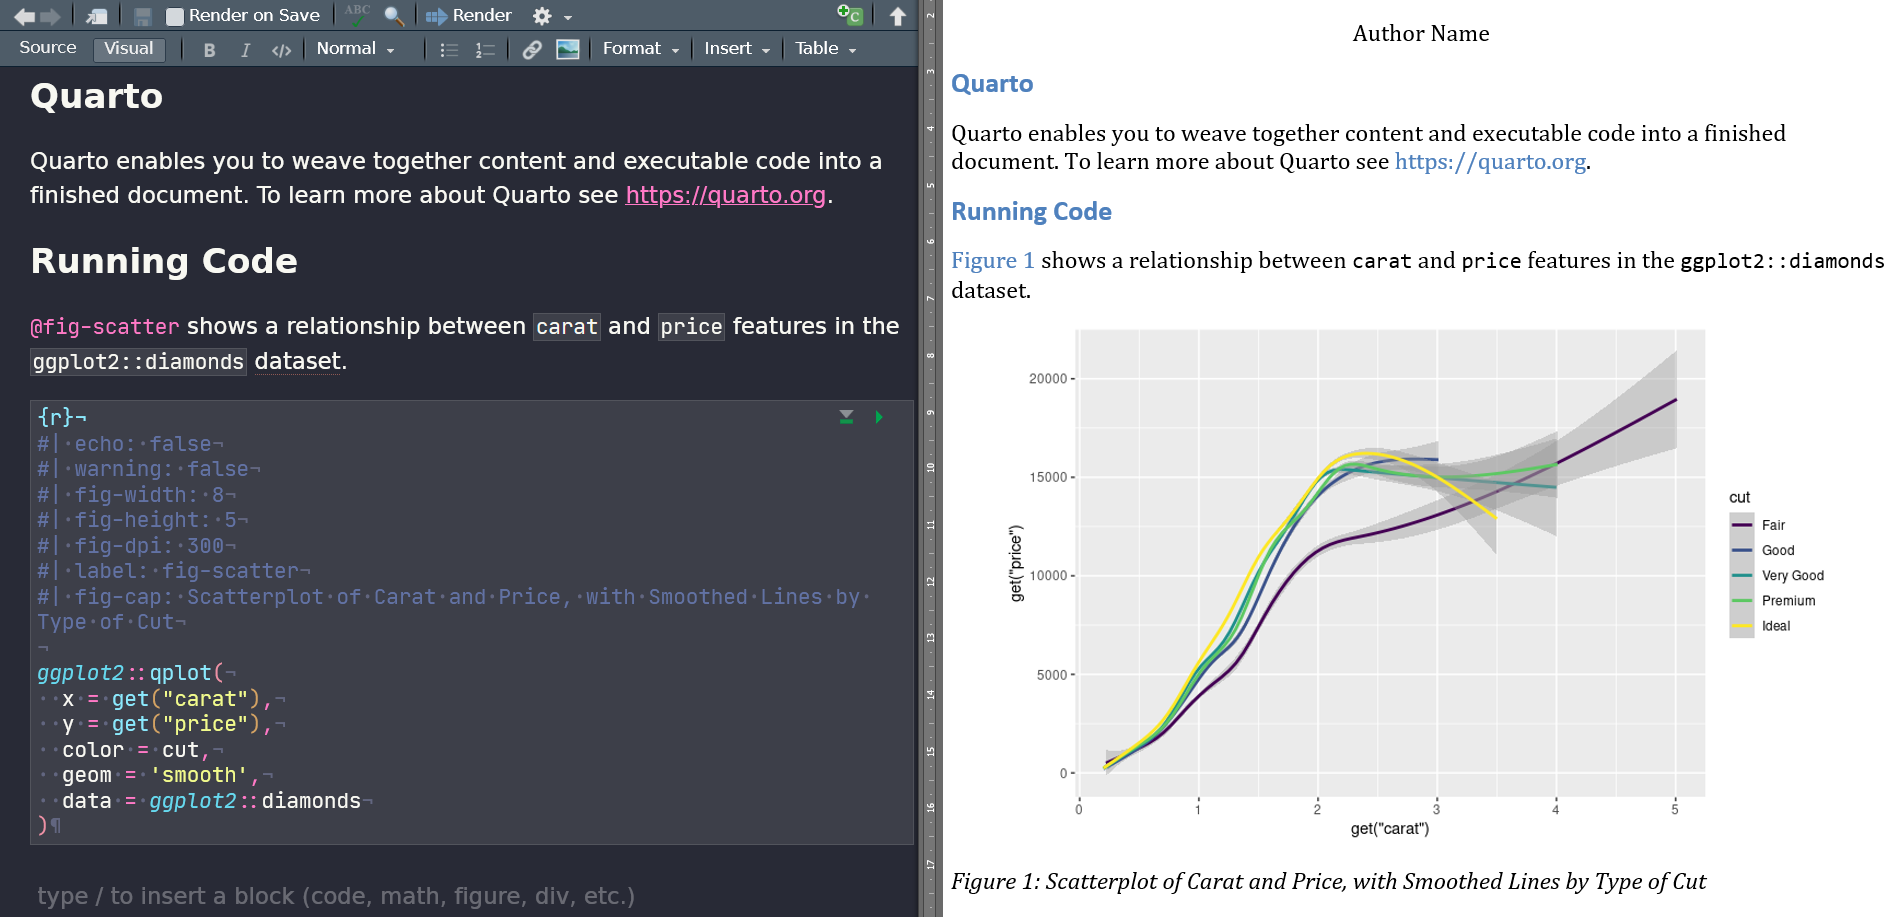 Render on Save
ABC
Render
C
Source
Visual
B
I
</>
Normal
Format
Insert
Table
Quarto
Quarto enables you to weave together content and executable code into a
finished document. To learn more about Quarto see https://quarto.org.
Running Code
@fig-scatter shows a relationship between carat and price features in the
ggplot2::diamonds dataset.
{r}¬
#|·echo:·false¬
#|·warning:·false¬
#|·fig-width:·8¬
#|·fig-height:·5¬
#|·fig-dpi:·300¬
#|·label:·fig-scatter¬
#|·fig-cap:·Scatterplot·of·Carat·and·Price,·with·Smoothed·Lines·by·
Type·of·Cut¬
¬
ggplot2::qplot(¬
··x·=·get("carat"),¬
··y·=·get("price"),¬
··color·=·cut,¬
··geom·=·'smooth',¬
··data·=·ggplot2::diamonds¬
)¶
type / to insert a block (code, math, figure, div, etc.)
2
3
4
5
6
7
8
9
10
11
12
13
14
15
16
17
Author Name
Quarto
Quarto enables you to weave together content and executable code into a finished
document. To learn more about Quarto see https://quarto.org.
Running Code
Figure 1 shows a relationship between carat and price features in the ggplot2::diamonds
dataset.
20000
15000
10000
5000
0
get("price")
0
1
2
3
4
5
get("carat")
cut
Fair
Good
Very Good
Premium
Ideal
Figure 1: Scatterplot of Carat and Price, with Smoothed Lines by Type of Cut